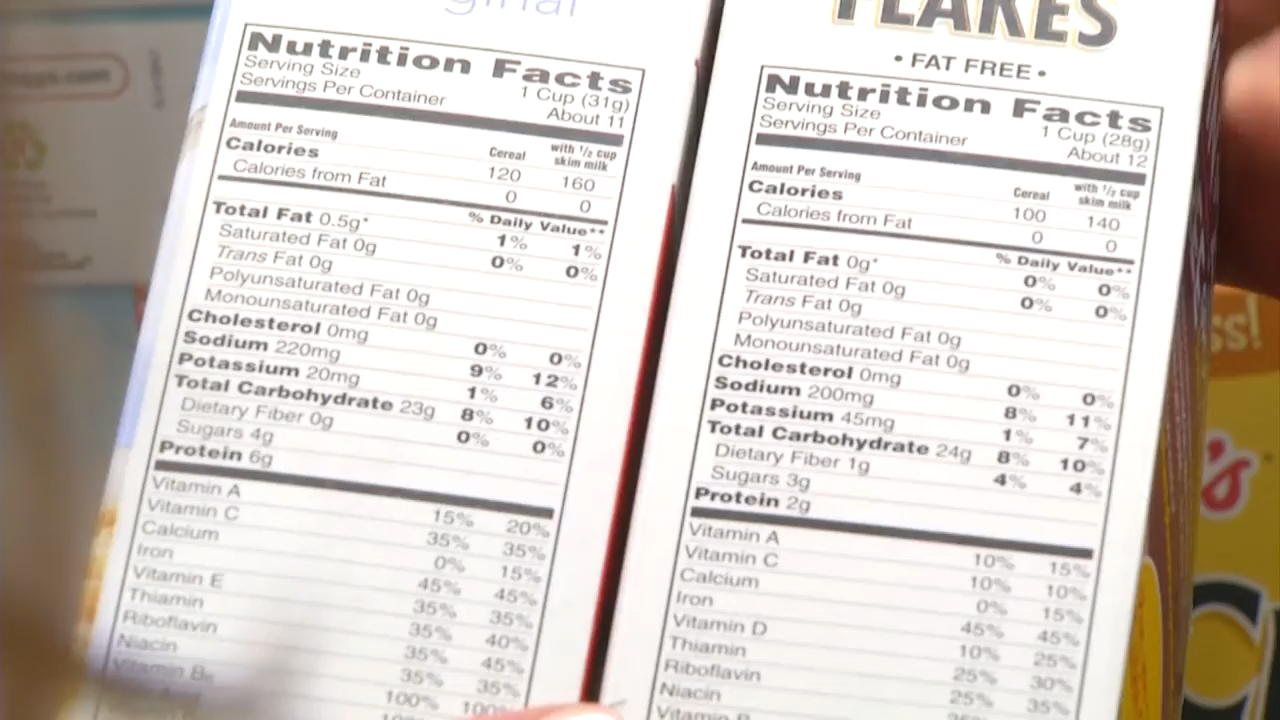 ginal
Nutrition Facts
Serving Size 1 Cup (31g)
Servings Per Container About 11
Amount Per Serving
Cereal with 1/2 cup skim milk
Calories 120 160
Calories from Fat 0 0
% Daily Value**
Total Fat 0.5g* 1% 1%
Saturated Fat 0g 0% 0%
Trans Fat 0g
Polyunsaturated Fat 0g
Monounsaturated Fat 0g
Cholesterol 0mg 0% 0%
Sodium 220mg 9% 12%
Potassium 20mg 1% 6%
Total Carbohydrate 23g 8% 10%
Dietary Fiber 0g 0% 0%
Sugars 4g
Protein 6g
Vitamin A 15% 20%
Vitamin C 35% 35%
Calcium 0% 15%
Iron 45% 45%
Vitamin E 35% 35%
Thiamin 35% 40%
Riboflavin 35% 45%
Niacin 35% 35%
Vitamin B6 100% 100%
FLAKES
• FAT FREE •
Nutrition Facts
Serving Size 1 Cup (28g)
Servings Per Container About 12
Amount Per Serving
Cereal with 1/2 cup skim milk
Calories 100 140
Calories from Fat 0 0
% Daily Value**
Total Fat 0g* 0% 0%
Saturated Fat 0g 0% 0%
Trans Fat 0g
Polyunsaturated Fat 0g
Monounsaturated Fat 0g
Cholesterol 0mg 0% 0%
Sodium 200mg 8% 11%
Potassium 45mg 1% 7%
Total Carbohydrate 24g 8% 10%
Dietary Fiber 1g 4% 4%
Sugars 3g
Protein 2g
Vitamin A 10% 15%
Vitamin C 10% 10%
Calcium 0% 15%
Iron 45% 45%
Vitamin D 10% 25%
Thiamin 25% 30%
Riboflavin 25% 35%
Niacin
Vitamin B
ss!
's